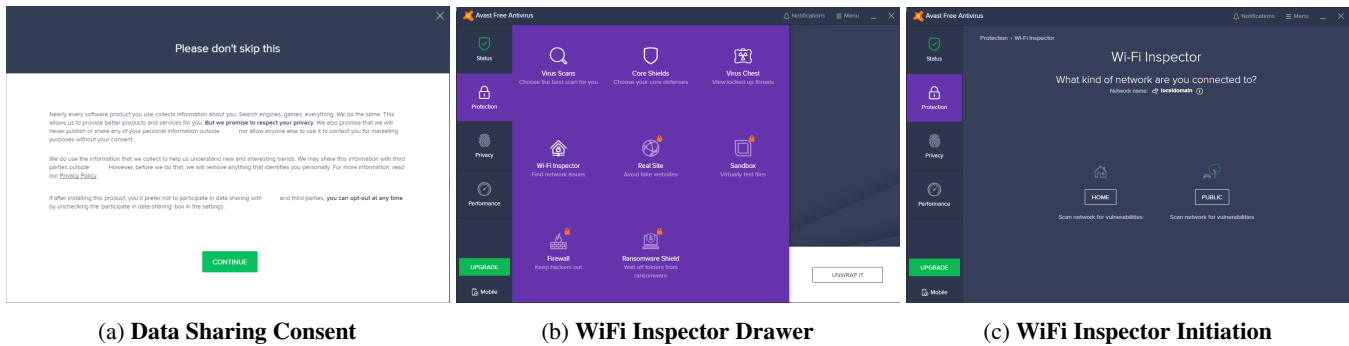 Please don't skip this
Nearly every software product you use collects information about you. Search engines, games, everything. We do the same. This
allows us to provide better products and services for you. But we promise to respect your privacy. We also promise that we will
never publish or share any of your personal information outside nor allow anyone else to use it to contact you for marketing
purposes without your consent.
We do use the information that we collect to help us understand new and interesting trends. We may share this information with third
parties outside However, before we do that, we will remove anything that identifies you personally. For more information, read
our Privacy Policy.
If after installing this product, you'd prefer not to participate in data sharing with and third parties, you can opt-out at any time
by unchecking the 'participate in data-sharing' box in the settings.
CONTINUE
(a) Data Sharing Consent
Avast Free Antivirus
Notifications
Menu
Status
Protection
Privacy
Performance
UPGRADE
Mobile
Virus Scans
Choose the best scan for you
Core Shields
Choose your core defenses
Virus Chest
View locked up threats
Wi-Fi Inspector
Find network issues
Real Site
Avoid fake websites
Sandbox
Virtually test files
Firewall
Keep hackers out
Ransomware Shield
Wall off folders from
ransomware
UNWRAP IT
(b) WiFi Inspector Drawer
Avast Free Antivirus
Notifications
Menu
Status
Protection
Privacy
Performance
UPGRADE
Mobile
Protection › Wi-Fi Inspector
Wi-Fi Inspector
What kind of network are you connected to?
Network name: localdomain
HOME
Scan network for vulnerabilities
PUBLIC
Scan network for vulnerabilities
(c) WiFi Inspector Initiation